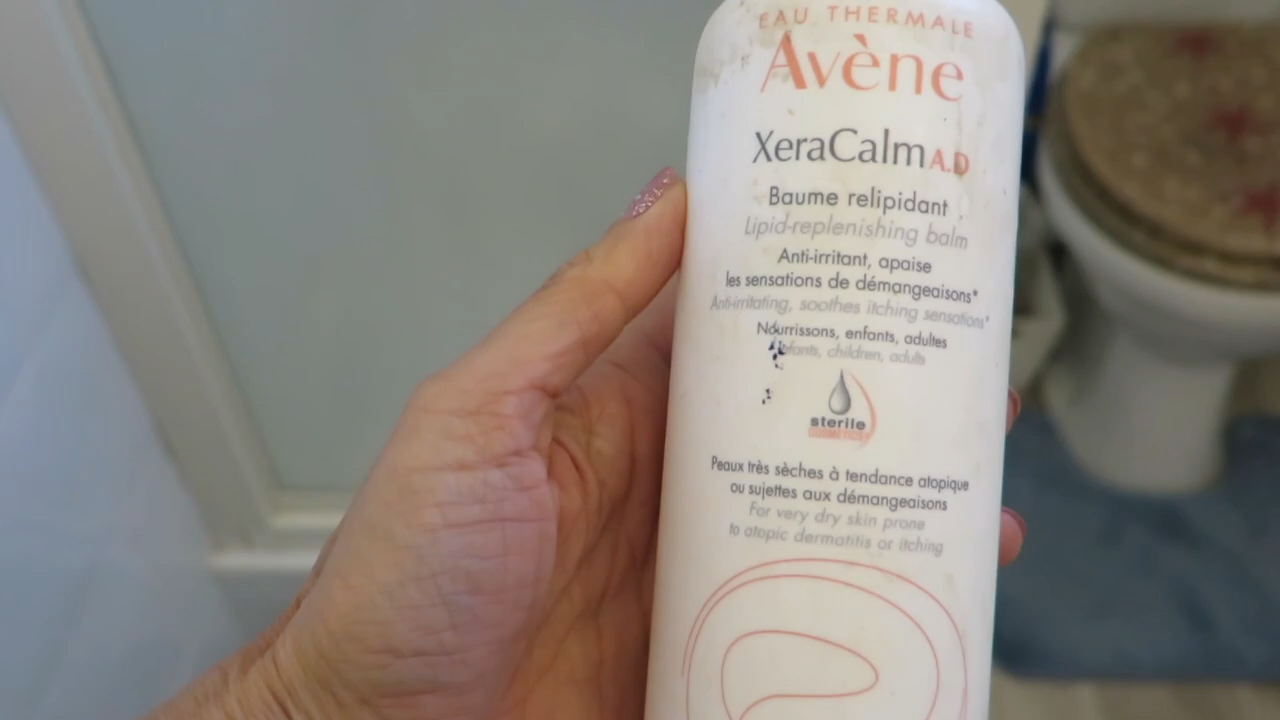 EAU THERMALE
Avène
XeraCalm A.D
Baume relipidant
Lipid-replenishing balm
Anti-irritant, apaise
les sensations de démangeaisons*
Anti-irritating, soothes itching sensations*
Nourrissons, enfants, adultes
Infants, children, adults
sterile
COSMETICS
Peaux très sèches à tendance atopique
ou sujettes aux démangeaisons
For very dry skin prone
to atopic dermatitis or itching